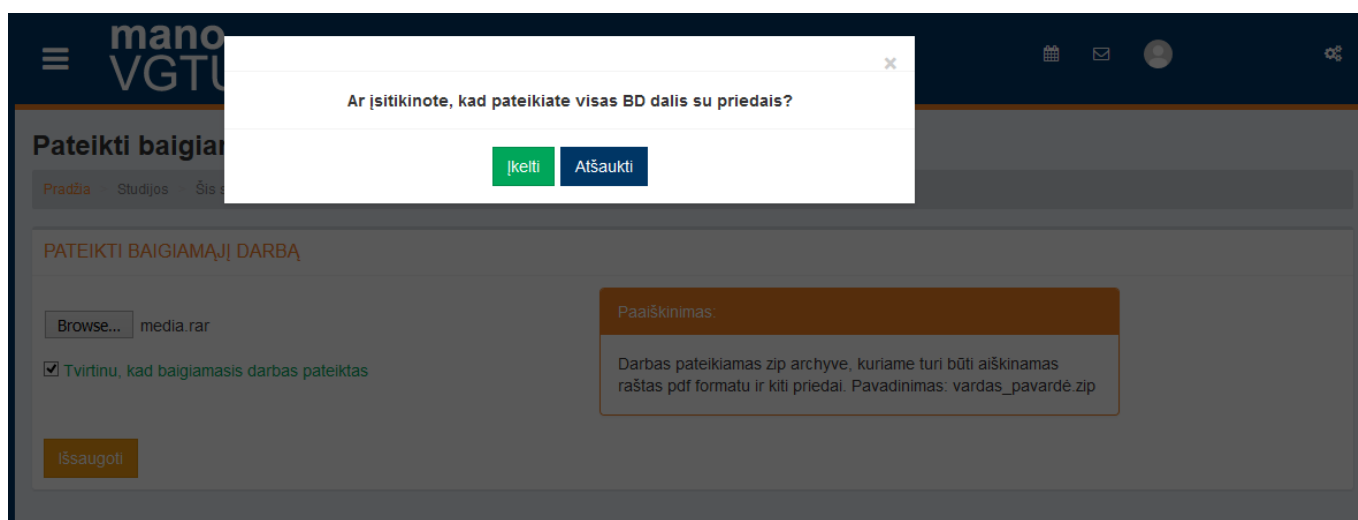 mano
VGTU
×
Ar įsitikinote, kad pateikiate visas BD dalis su priedais?
Įkelti Atšaukti
Pateikti
Pradžia Studijos Šis
PATEIKTI BAIGIAMĄJĮ DARBĄ
Browse... media.rar
Tvirtinu, kad baigiamasis darbas pateiktas
Išsaugoti
Paaiškinimas:
Darbas pateikiamas zip archyve, kuriame turi būti aiškinamas
raštas pdf formatu ir kiti priedai. Pavadinimas: vardas_pavardė.zip